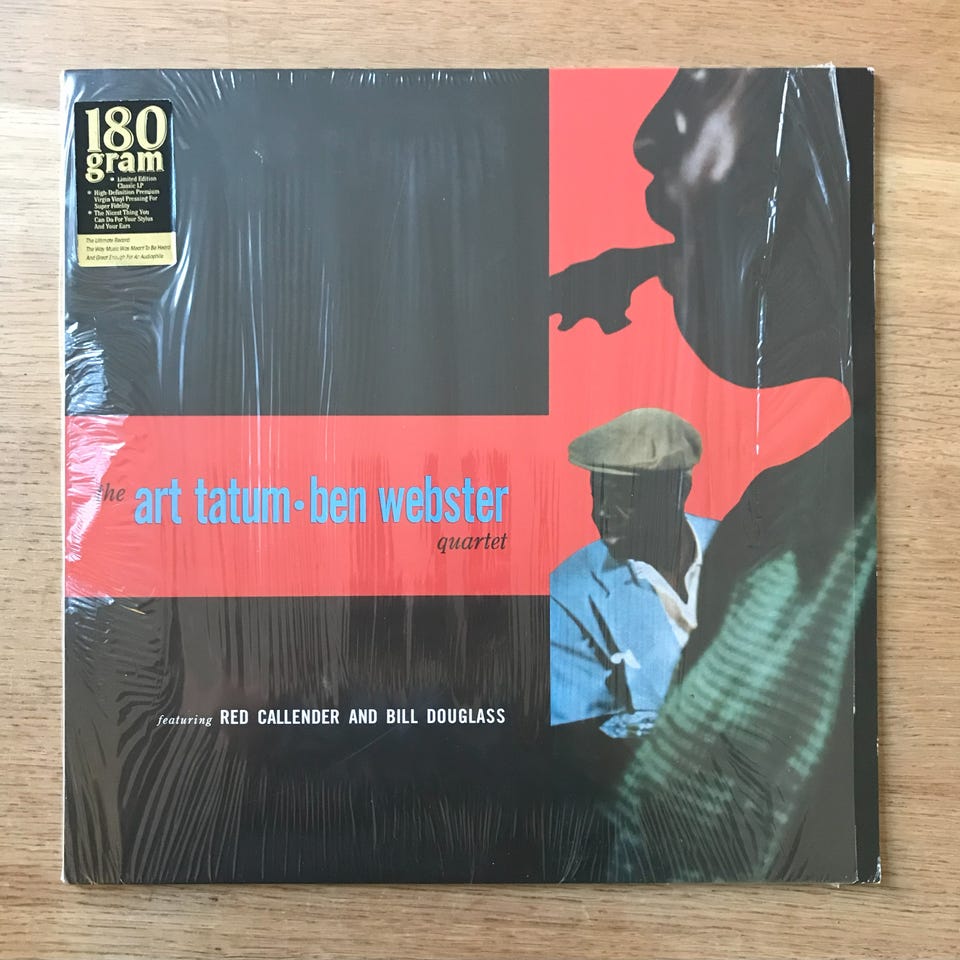 180
gram
• Limited Edition
Classic LP
• High-Definition Premium
Virgin Vinyl Pressing For
Super Fidelity
• The Nicest Thing You
Can Do For Your Stylus
And Your Ears
The Ultimate Record
The Way Music Was Meant To Be Heard
And Great Enough For An Audiophile
the art tatum • ben webster
quartet
featuring RED CALLENDER AND BILL DOUGLASS